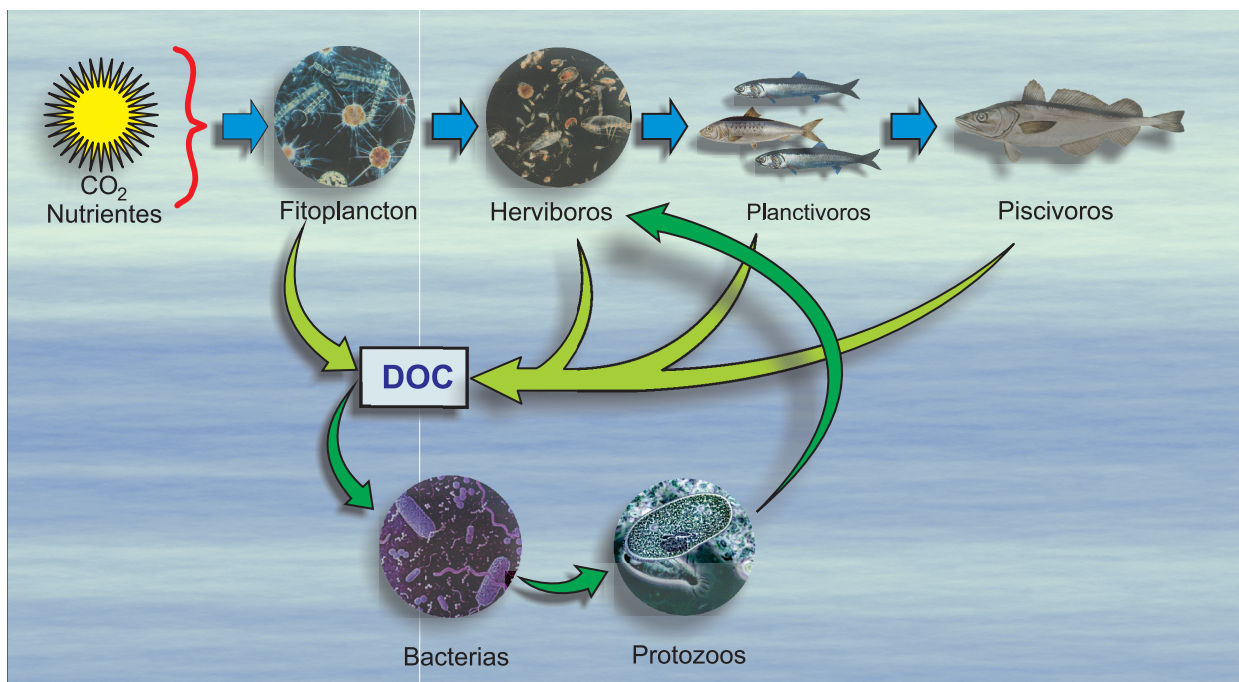 CO2
Nutrientes
Fitoplancton
Herviboros
Planctivoros
Piscivoros
DOC
Bacterias
Protozoos